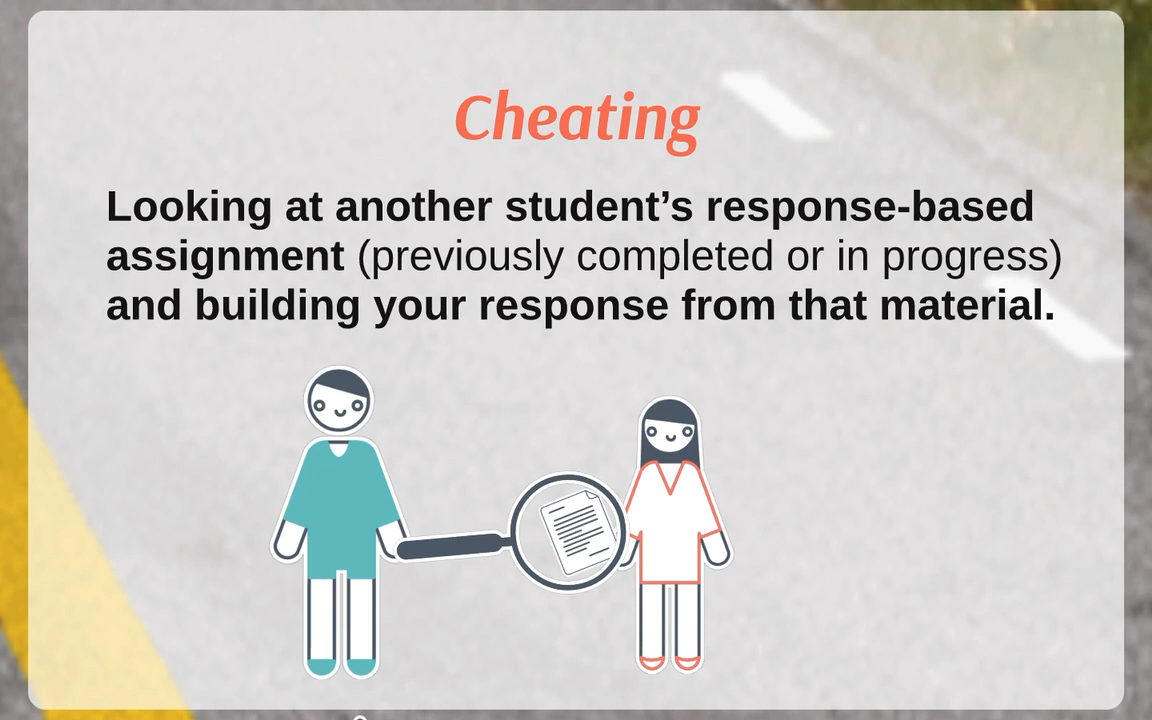 Cheating
Looking at another student’s response-based
assignment (previously completed or in progress)
and building your response from that material.